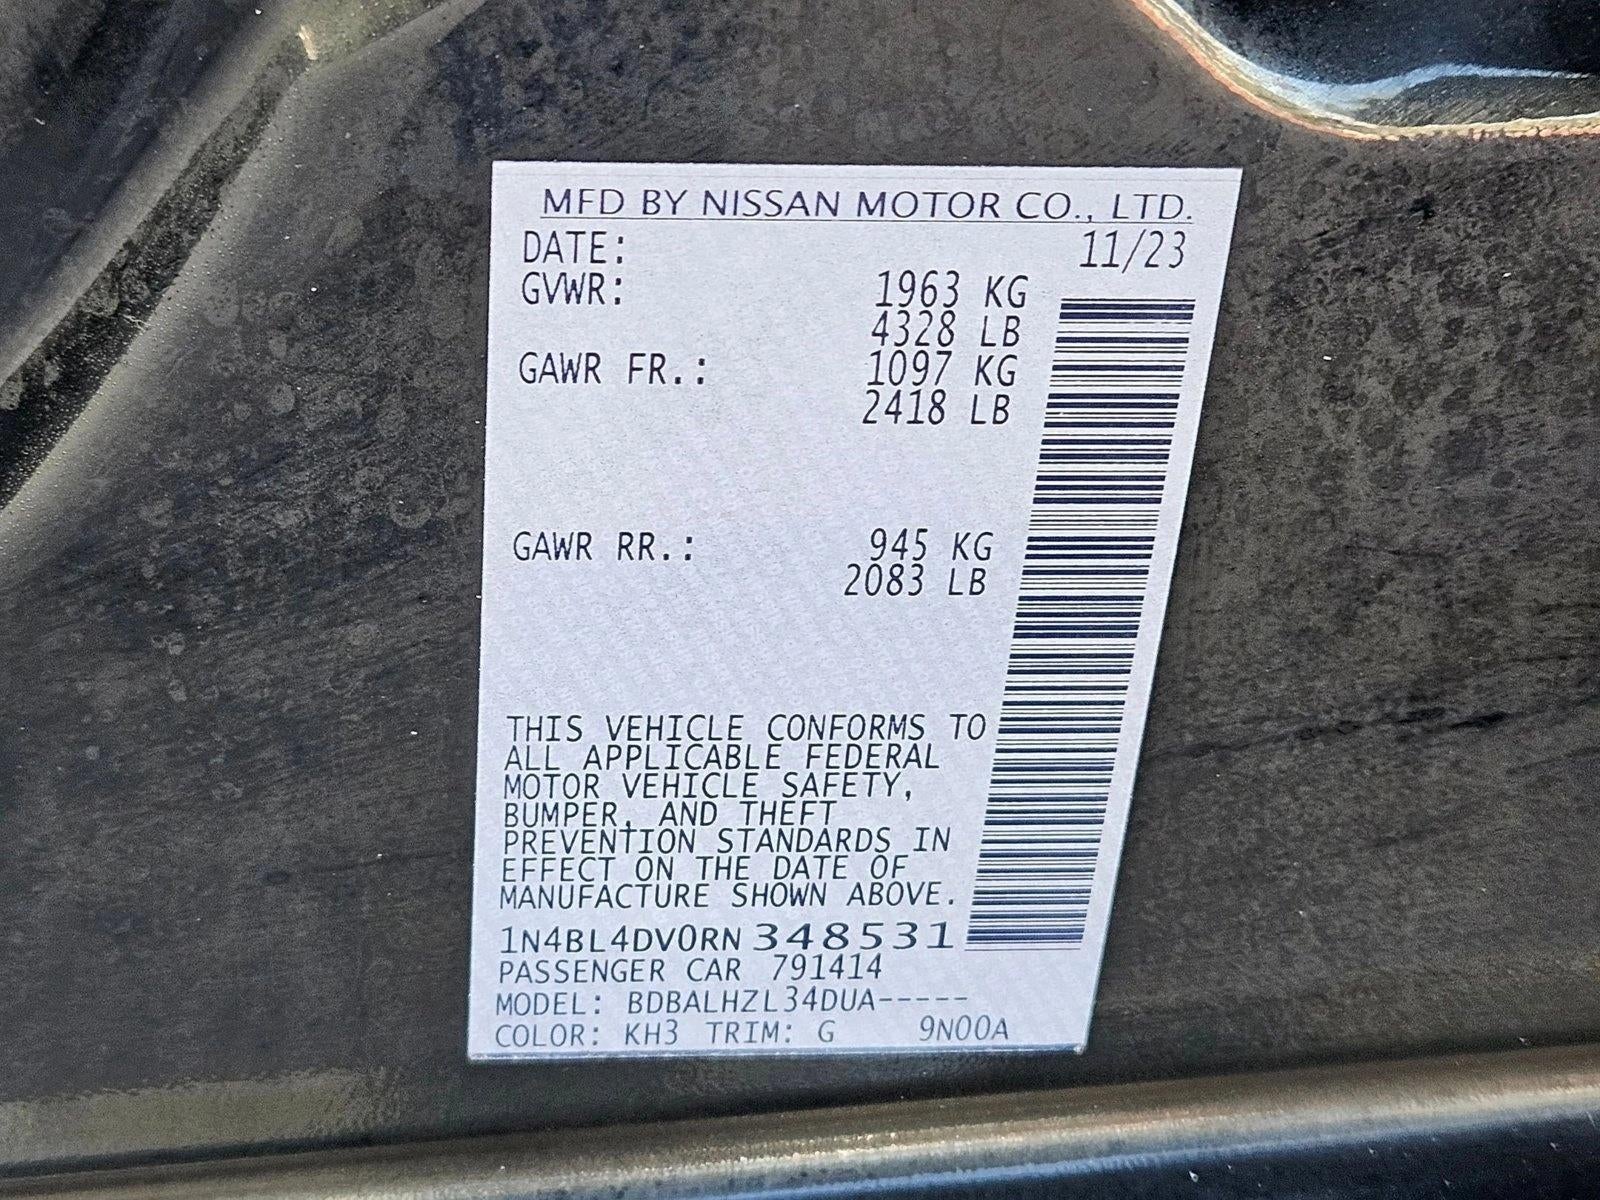 MFD BY NISSAN MOTOR CO., LTD.
DATE: 11/23
GVWR: 1963 KG
4328 LB
GAWR FR.: 1097 KG
2418 LB
GAWR RR.: 945 KG
2083 LB
THIS VEHICLE CONFORMS TO
ALL APPLICABLE FEDERAL
MOTOR VEHICLE SAFETY,
BUMPER, AND THEFT
PREVENTION STANDARDS IN
EFFECT ON THE DATE OF
MANUFACTURE SHOWN ABOVE.
1N4BL4DV0RN348531
PASSENGER CAR 791414
MODEL: BDBALHZL34DUA-----
COLOR: KH3 TRIM: G 9N00A